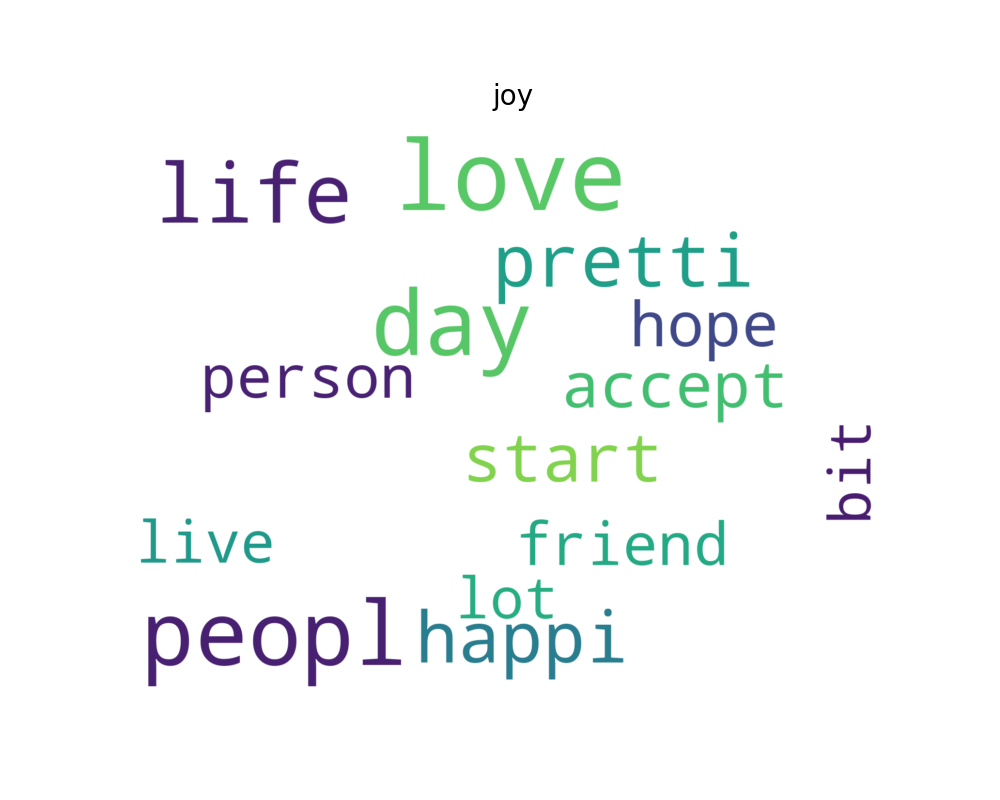 joy
life love
pretti
day hope
person accept
start
bit
live friend
lot
peopl happi